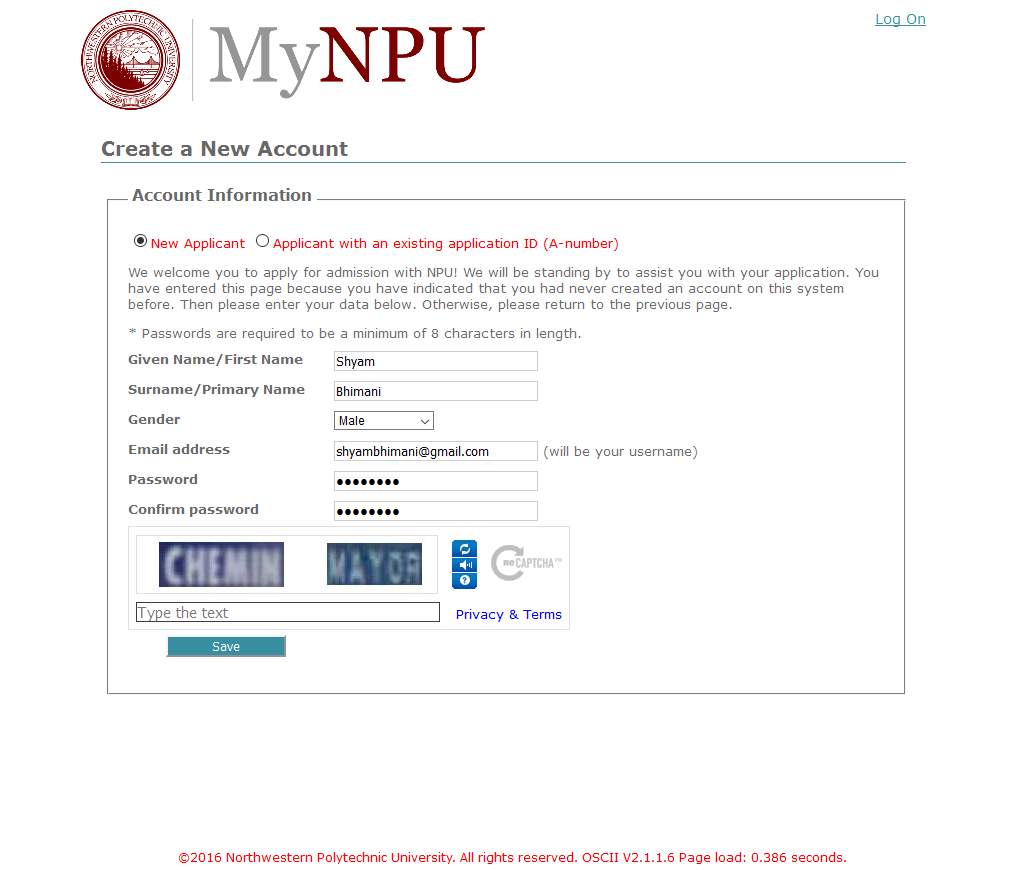 NORTHWESTERN POLYTECHNIC UNIVERSITY
MyNPU
Log On
Create a New Account
Account Information
New Applicant Applicant with an existing application ID (A-number)
We welcome you to apply for admission with NPU! We will be standing by to assist you with your application. You
have entered this page because you have indicated that you had never created an account on this system
before. Then please enter your data below. Otherwise, please return to the previous page.
* Passwords are required to be a minimum of 8 characters in length.
Given Name/First Name Shyam
Surname/Primary Name Bhimani
Gender Male
Email address shyambhimani@gmail.com (will be your username)
Password ●●●●●●●●
Confirm password ●●●●●●●●
CHEMIN MAYOR
reCAPTCHA™
Type the text Privacy & Terms
Save
©2016 Northwestern Polytechnic University. All rights reserved. OSCII V2.1.1.6 Page load: 0.386 seconds.